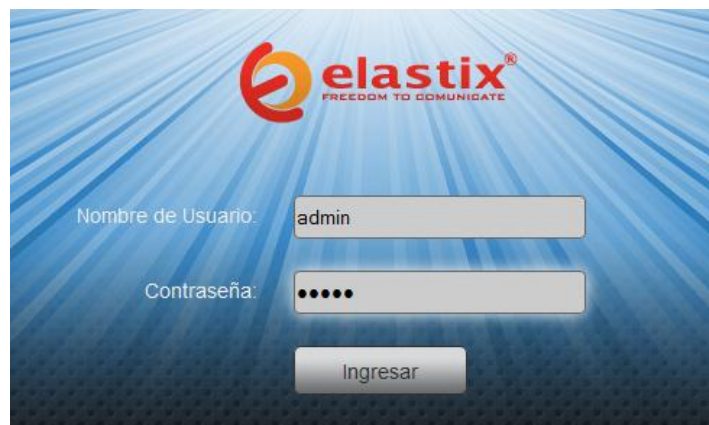 elastix®
FREEDOM TO COMUNICATE
Nombre de Usuario: admin
Contraseña: •••••
Ingresar